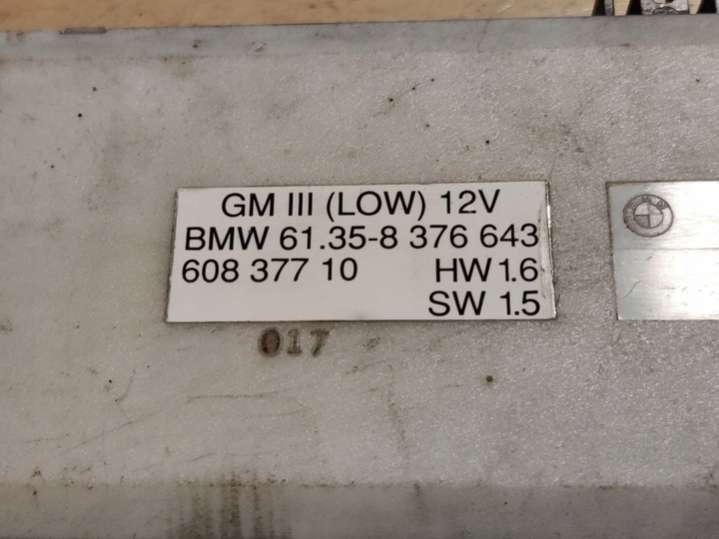 GM III (LOW) 12V
BMW 61.35-8 376 643
608 377 10 HW 1.6
SW 1.5
017